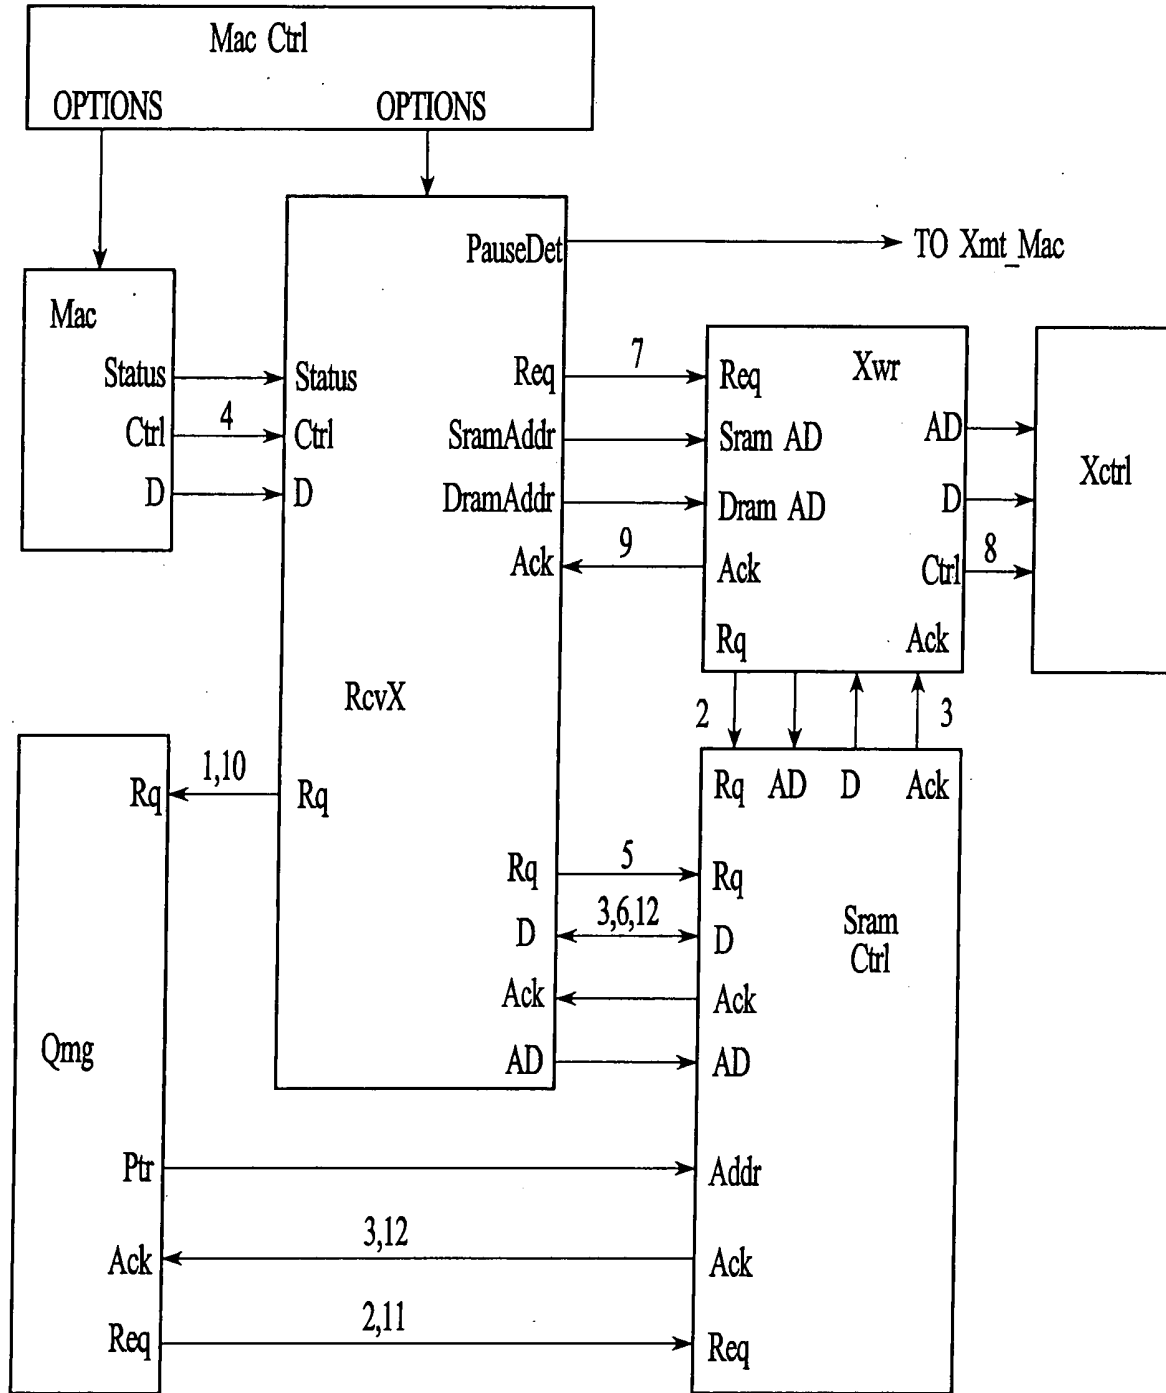 Mac Ctrl
OPTIONS OPTIONS
PauseDet TO Xmt_Mac
Mac
Status Status
4
Ctrl Ctrl
D D
7
Req Req Xwr
SramAddr Sram AD AD
Xctrl
DramAddr Dram AD D
9 8
Ack Ack Ctrl
Rq Ack
RcvX
2 3
1,10
Rq Rq
Rq AD D Ack
5
Rq Rq
3,6,12
D D
Sram
Ctrl
Ack Ack
Qmg
AD AD
Ptr Addr
3,12
Ack Ack
2,11
Req Req